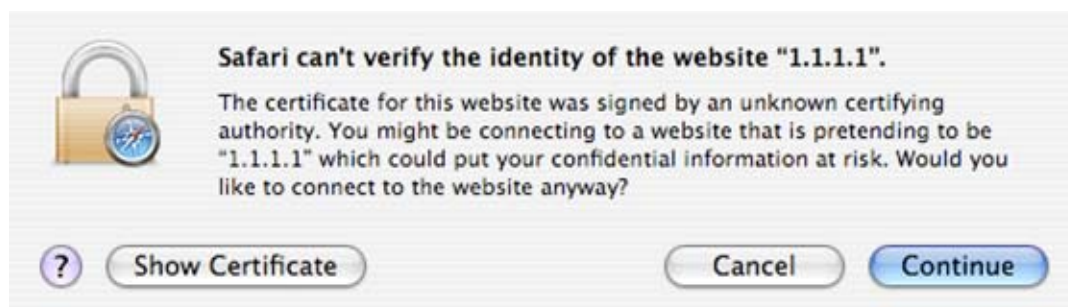 Safari can't verify the identity of the website “1.1.1.1”.
The certificate for this website was signed by an unknown certifying
authority. You might be connecting to a website that is pretending to be
“1.1.1.1” which could put your confidential information at risk. Would you
like to connect to the website anyway?
? Show Certificate Cancel Continue